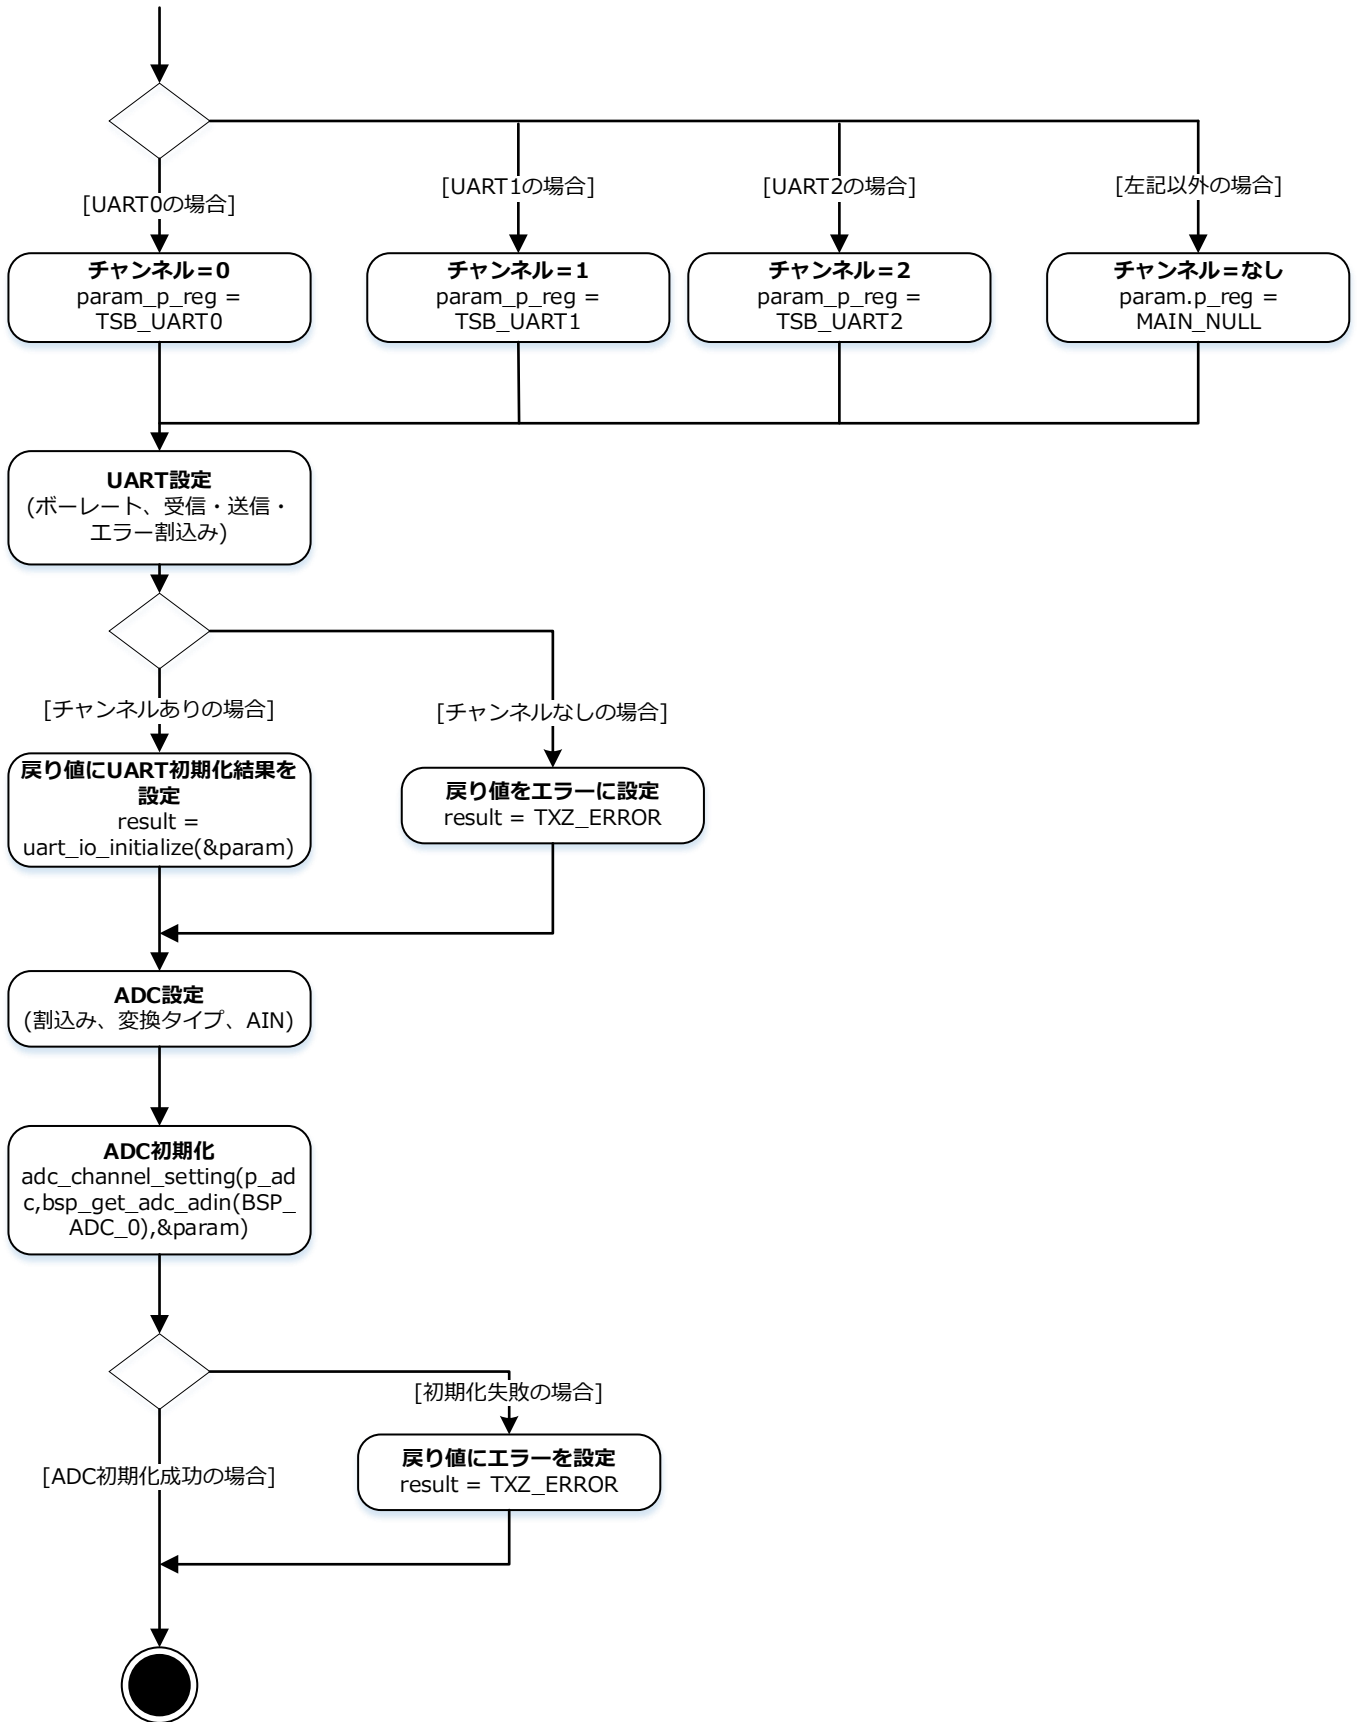 [UART0の場合]
[UART1の場合]
[UART2の場合]
[左記以外の場合]
チャンネル=0
param_p_reg =
TSB_UART0
チャンネル=1
param_p_reg =
TSB_UART1
チャンネル=2
param_p_reg =
TSB_UART2
チャンネル=なし
param.p_reg =
MAIN_NULL
UART設定
(ボーレート、受信・送信・
エラー割込み)
[チャンネルありの場合]
[チャンネルなしの場合]
戻り値にUART初期化結果を
設定
result =
uart_io_initialize(&param)
戻り値をエラーに設定
result = TXZ_ERROR
ADC設定
(割込み、変換タイプ、AIN)
ADC初期化
adc_channel_setting(p_ad
c,bsp_get_adc_adin(BSP_
ADC_0),&param)
[初期化失敗の場合]
戻り値にエラーを設定
result = TXZ_ERROR
[ADC初期化成功の場合]